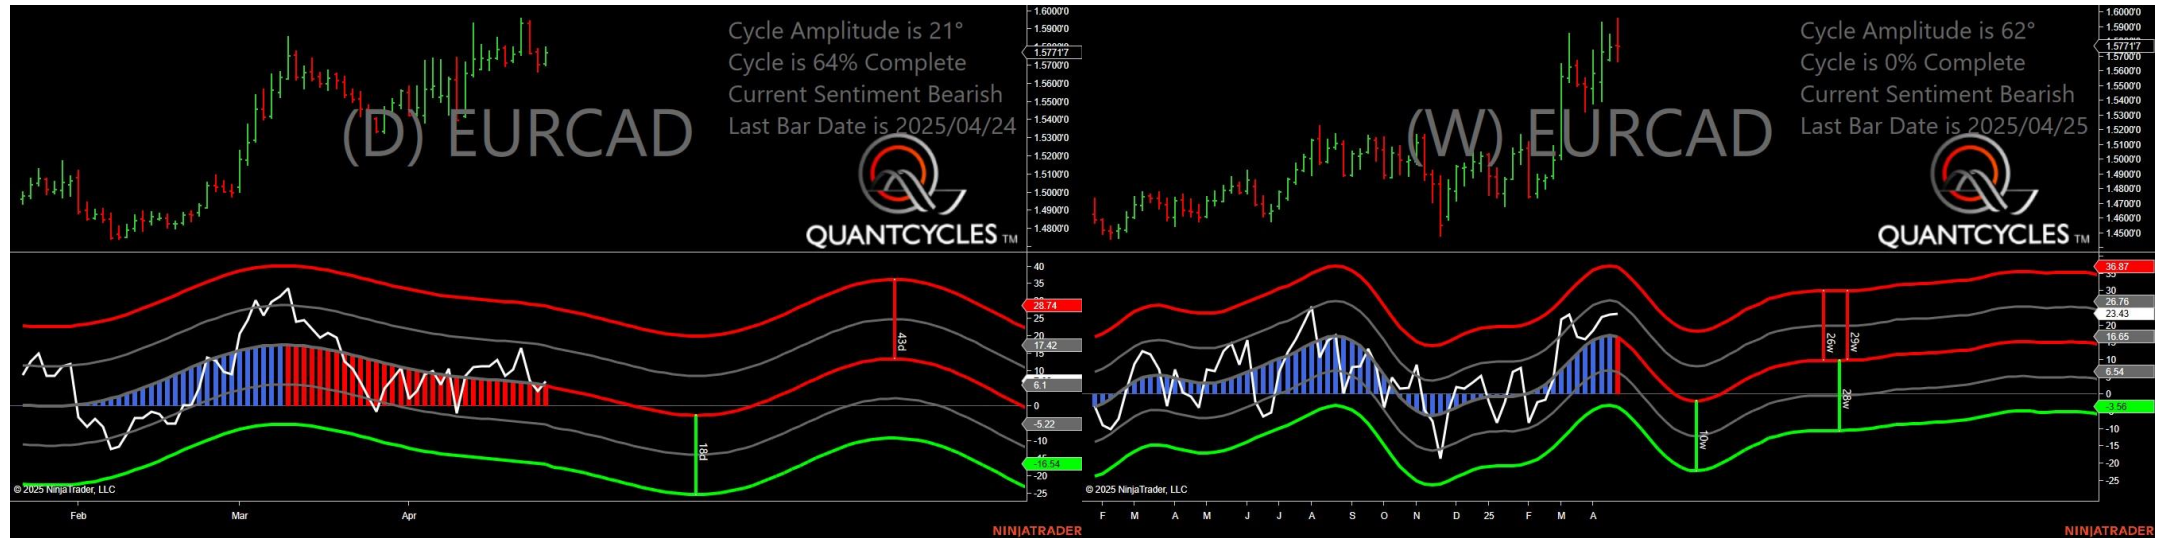 Cycle Amplitude is 21°
Cycle is 64% Complete
Current Sentiment Bearish
Last Bar Date is 2025/04/24
(D) EURCAD
QUANTCYCLES TM
1.6000'0
1.5900'0
1.5771'7
1.5700'0
1.5600'0
1.5500'0
1.5400'0
1.5300'0
1.5200'0
1.5100'0
1.5000'0
1.4900'0
1.4800'0
40
35
28.74
25
20
17.42
15
10
6.1
0
-5.22
-10
-16.54
-20
-25
43d
18d
© 2025 NinjaTrader, LLC
Feb Mar Apr
NINJATRADER
Cycle Amplitude is 62°
Cycle is 0% Complete
Current Sentiment Bearish
Last Bar Date is 2025/04/25
(W) EURCAD
QUANTCYCLES TM
1.6000'0
1.5900'0
1.5771'7
1.5700'0
1.5600'0
1.5500'0
1.5400'0
1.5300'0
1.5200'0
1.5100'0
1.5000'0
1.4900'0
1.4800'0
1.4700'0
1.4600'0
1.4500'0
36.87
35
30
26.76
23.43
20
16.65
10
6.54
0
-3.56
-10
-15
-20
-25
26w
29w
28w
10w
© 2025 NinjaTrader, LLC
F M A M J J A S O N D 25 F M A
NINJATRADER